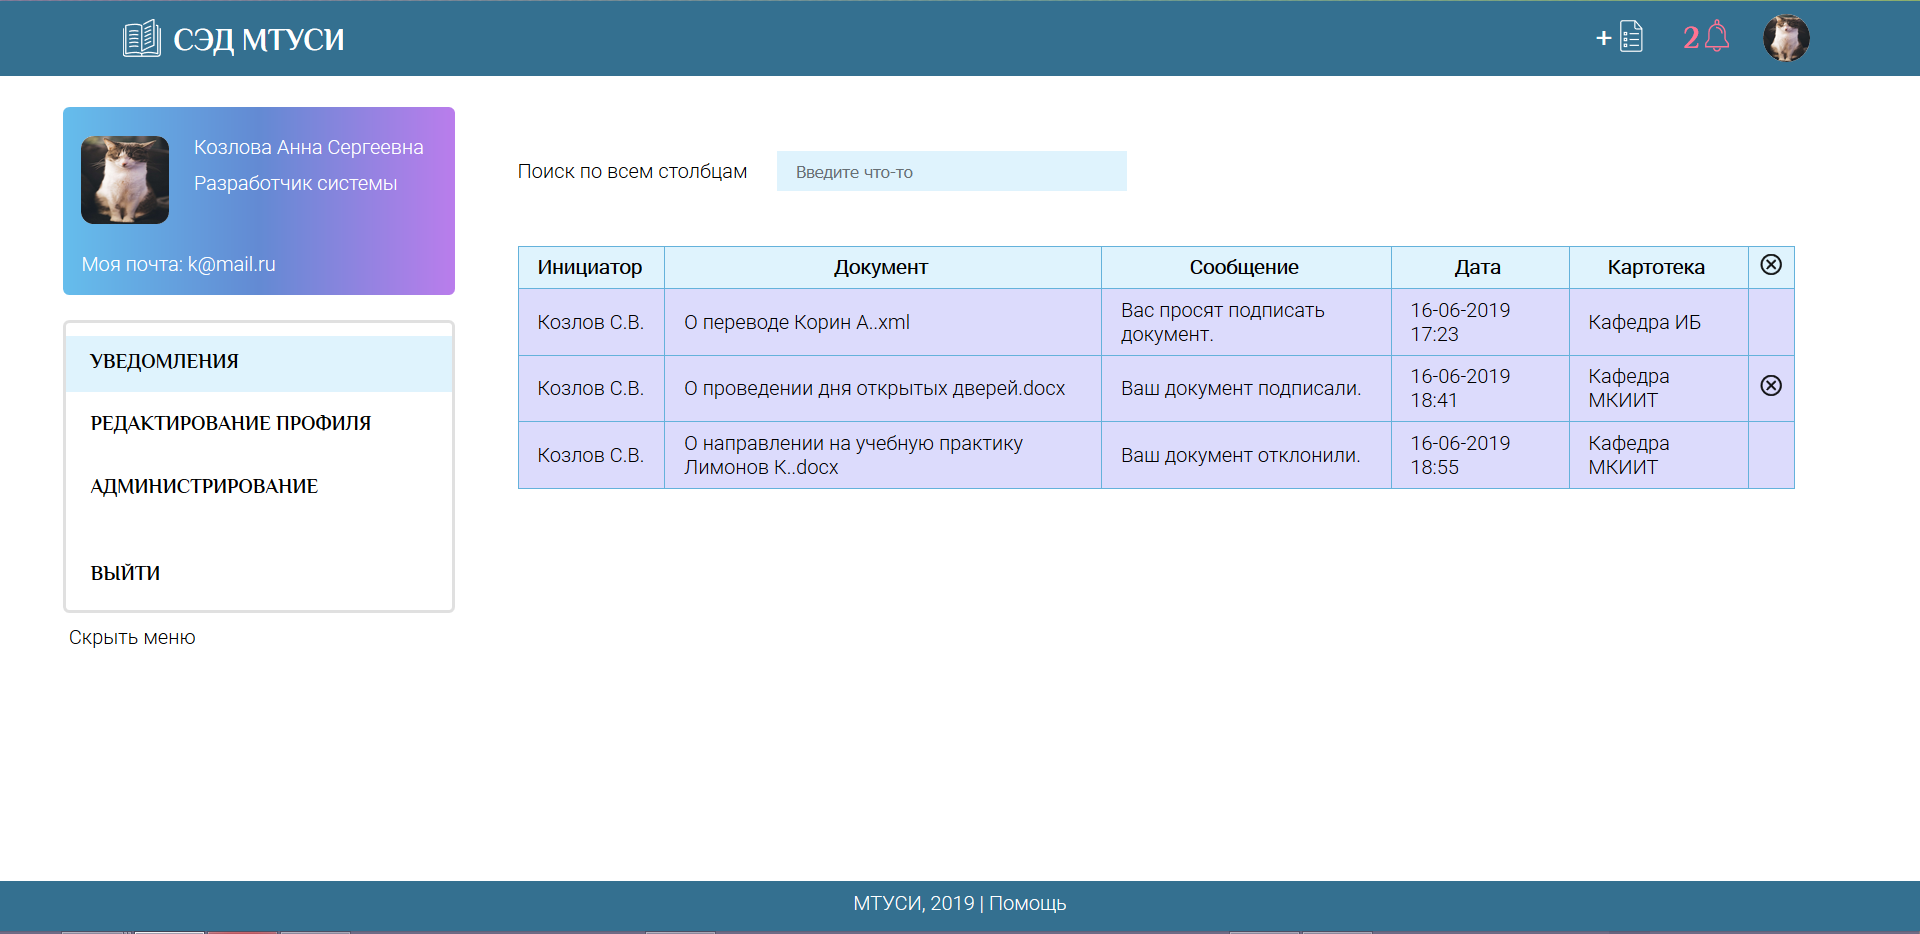 СЭД МТУСИ
+
2
Козлова Анна Сергеевна
Разработчик системы
Моя почта: k@mail.ru
УВЕДОМЛЕНИЯ
РЕДАКТИРОВАНИЕ ПРОФИЛЯ
АДМИНИСТРИРОВАНИЕ
ВЫЙТИ
Скрыть меню
Поиск по всем столбцам
Введите что-то
Инициатор Документ Сообщение Дата Картотека
Козлов С.В. О переводе Корин А..xml Вас просят подписать документ. 16-06-2019 17:23 Кафедра ИБ
Козлов С.В. О проведении дня открытых дверей.docx Ваш документ подписали. 16-06-2019 18:41 Кафедра МКИИТ
Козлов С.В. О направлении на учебную практику Лимонов К..docx Ваш документ отклонили. 16-06-2019 18:55 Кафедра МКИИТ
МТУСИ, 2019 | Помощь